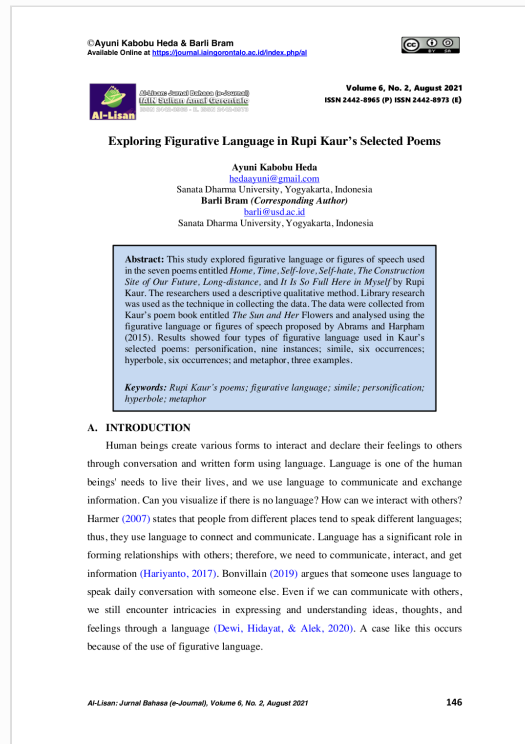 ©Ayuni Kabobu Heda & Barli Bram
Available Online at https://journal.iaingorontalo.ac.id/index.php/al
CC BY SR
Al-Lisan: Jurnal Bahasa (e-Journal)
IAIN Sultan Amai Gorontalo
Al-Lisan
Volume 6, No. 2, August 2021
ISSN 2442-8965 (P) ISSN 2442-8973 (E)
Exploring Figurative Language in Rupi Kaur's Selected Poems
Ayuni Kabobu Heda
hedaayuni@gmail.com
Sanata Dharma University, Yogyakarta, Indonesia
Barli Bram (Corresponding Author)
barli@usd.ac.id
Sanata Dharma University, Yogyakarta, Indonesia
Abstract: This study explored figurative language or figures of speech used
in the seven poems entitled Home, Time, Self-love, Self-hate, The Construction
Site of Our Future, Long-distance, and It Is So Full Here in Myself by Rupi
Kaur. The researchers used a descriptive qualitative method. Library research
was used as the technique in collecting the data. The data were collected from
Kaur's poem book entitled The Sun and Her Flowers and analysed using the
figurative language or figures of speech proposed by Abrams and Harpham
(2015). Results showed four types of figurative language used in Kaur's
selected poems: personification, nine instances; simile, six occurrences;
hyperbole, six occurrences; and metaphor, three examples.
Keywords: Rupi Kaur's poems; figurative language; simile; personification;
hyperbole; metaphor
A. INTRODUCTION
Human beings create various forms to interact and declare their feelings to others
through conversation and written form using language. Language is one of the human
beings' needs to live their lives, and we use language to communicate and exchange
information. Can you visualize if there is no language? How can we interact with others?
Harmer (2007) states that people from different places tend to speak different languages;
thus, they use language to connect and communicate. Language has a significant role in
forming relationships with others; therefore, we need to communicate, interact, and get
information (Hariyanto, 2017). Bonvillain (2019) argues that someone uses language to
speak daily conversation with someone else. Even if we can communicate with others,
we still encounter intricacies in expressing and understanding ideas, thoughts, and
feelings through a language (Dewi, Hidayat, & Alek, 2020). A case like this occurs
because of the use of figurative language.
Al-Lisan: Jurnal Bahasa (e-Journal), Volume 6, No. 2, August 2021
146